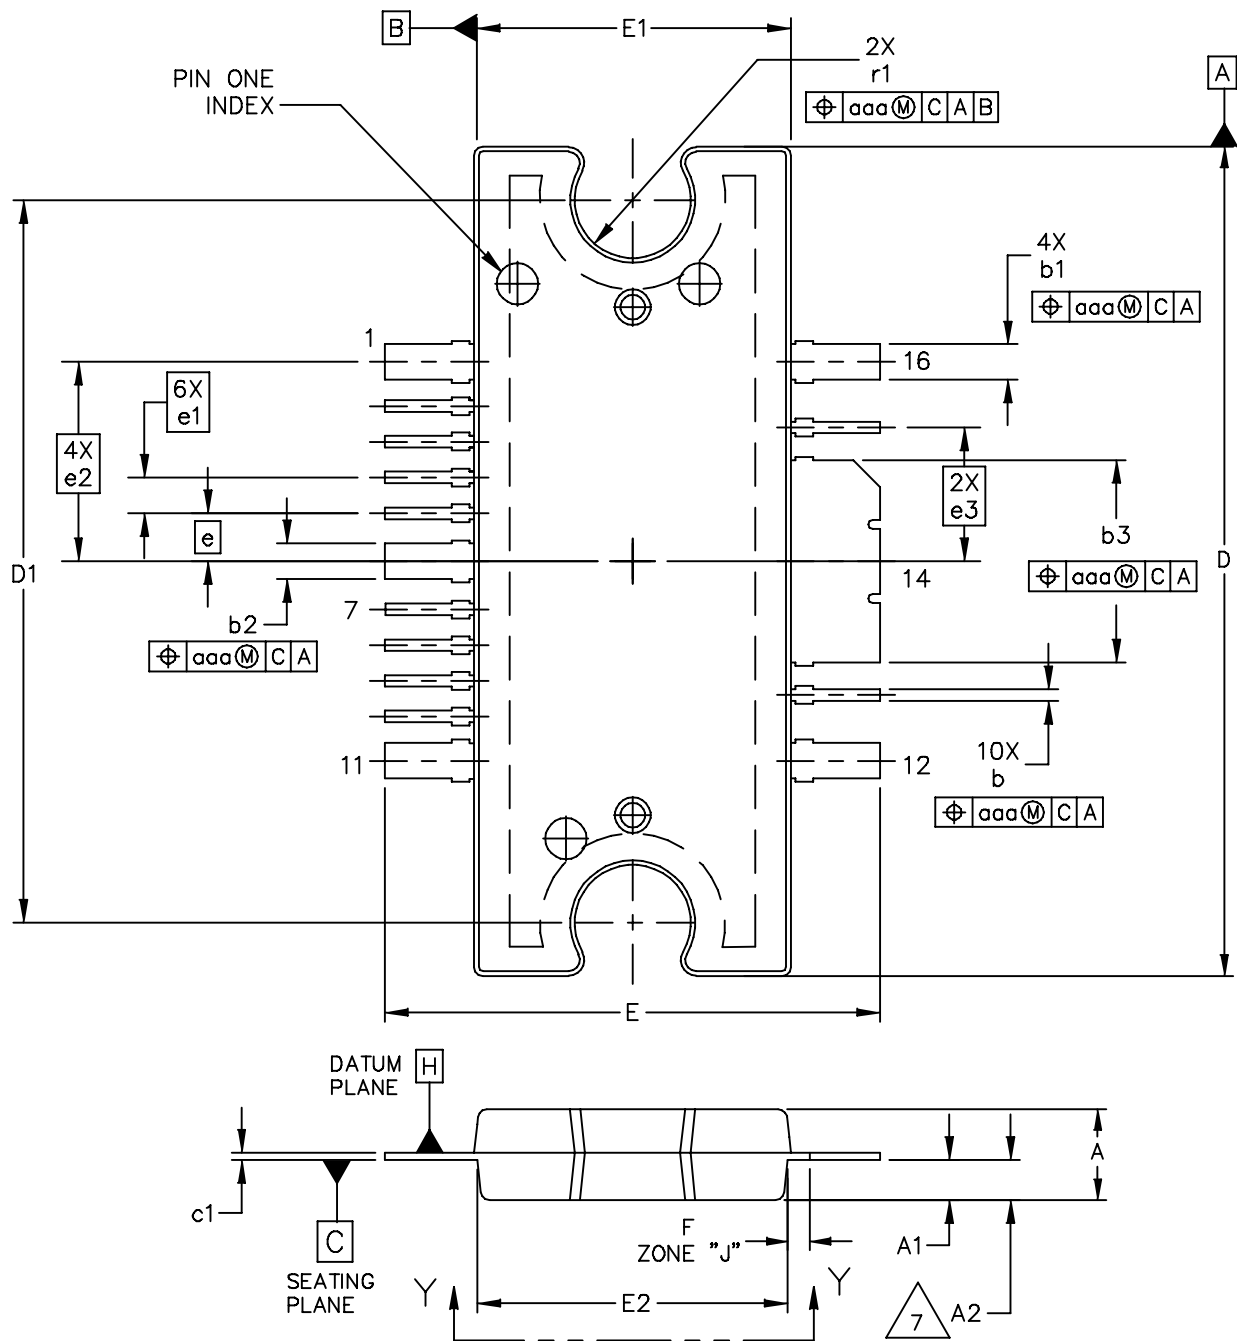 B
E1
2X
r1
⌖ aaa Ⓜ C A B
A
PIN ONE
INDEX
4X
b1
⌖ aaa Ⓜ C A
1
16
6X
e1
4X
e2
2X
e3
e
b3
⌖ aaa Ⓜ C A
D1
D
14
7
b2
⌖ aaa Ⓜ C A
11
12
10X
b
⌖ aaa Ⓜ C A
E
DATUM
PLANE
H
A
c1
C
SEATING
PLANE
F
ZONE "J"
A1
Y
Y
E2
7
A2